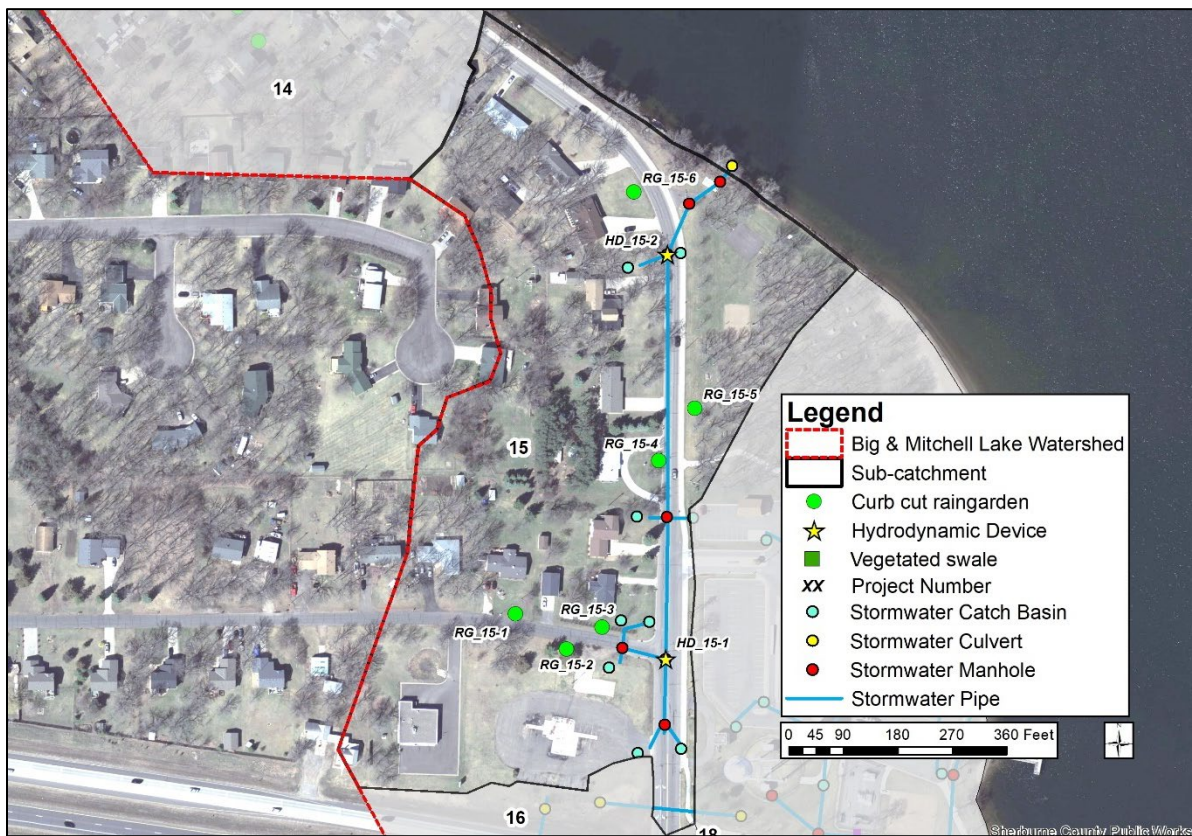 14
RG_15-6
HD_15-2
RG_15-5
RG_15-4
15
RG_15-3
RG_15-1
RG_15-2
HD_15-1
16
18
Legend
Big & Mitchell Lake Watershed
Sub-catchment
Curb cut raingarden
Hydrodynamic Device
Vegetated swale
XX Project Number
Stormwater Catch Basin
Stormwater Culvert
Stormwater Manhole
Stormwater Pipe
0 45 90 180 270 360 Feet
Sherburne County Public Works